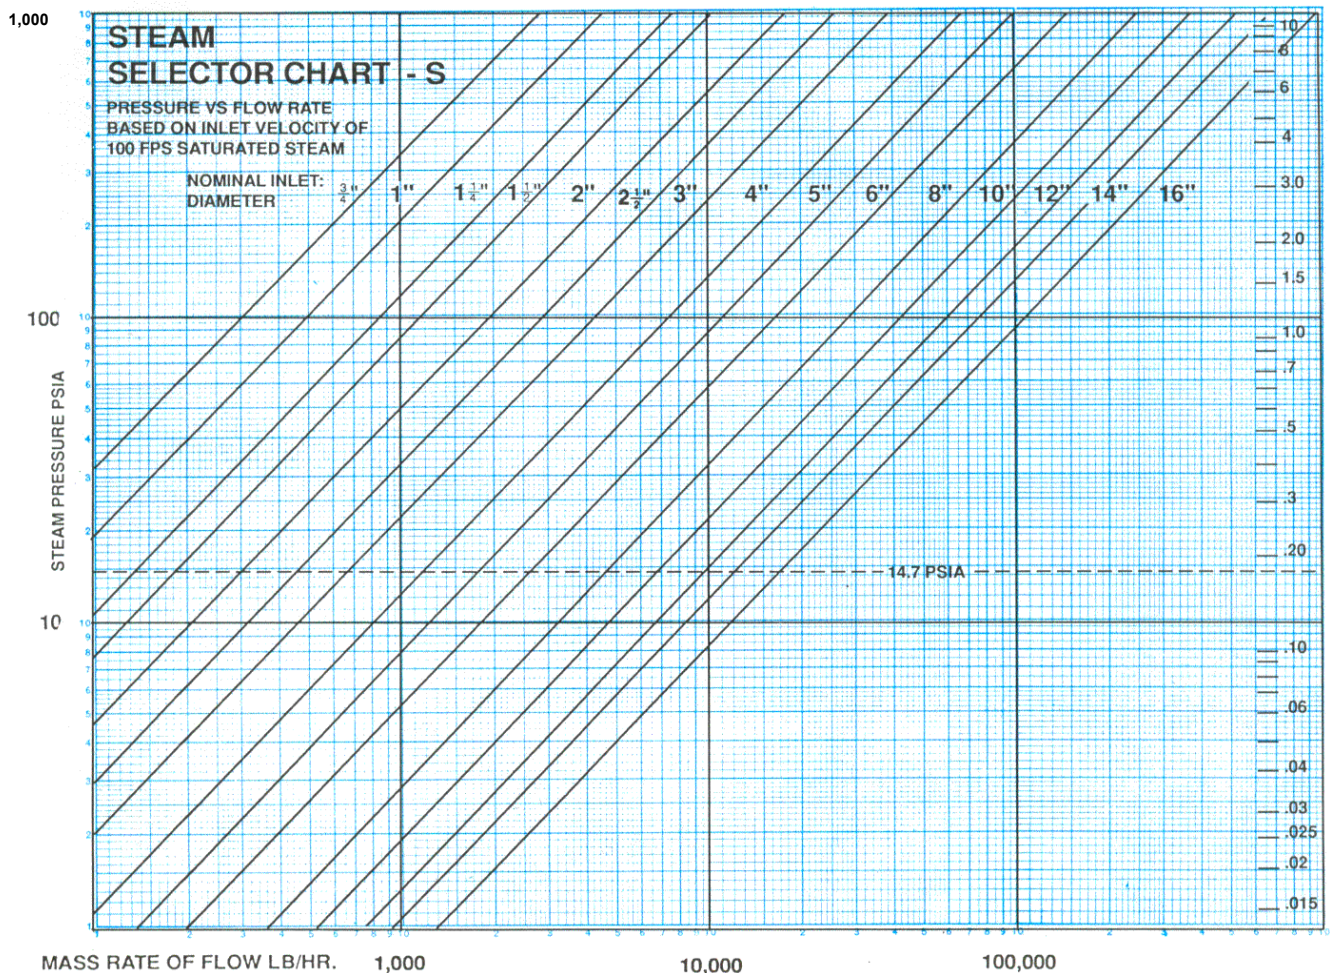 1,000
STEAM
SELECTOR CHART - S
PRESSURE VS FLOW RATE
BASED ON INLET VELOCITY OF
100 FPS SATURATED STEAM
NOMINAL INLET: 3/4" 1" 1 1/4" 1 1/2" 2" 2 1/2" 3" 4" 5" 6" 8" 10" 12" 14" 16"
DIAMETER
100
10
STEAM PRESSURE PSIA
14.7 PSIA
10
8
6
4
3.0
2.0
1.5
1.0
.7
.5
.3
.20
.10
.06
.04
.03
.025
.02
.015
MASS RATE OF FLOW LB/HR. 1,000 10,000 100,000